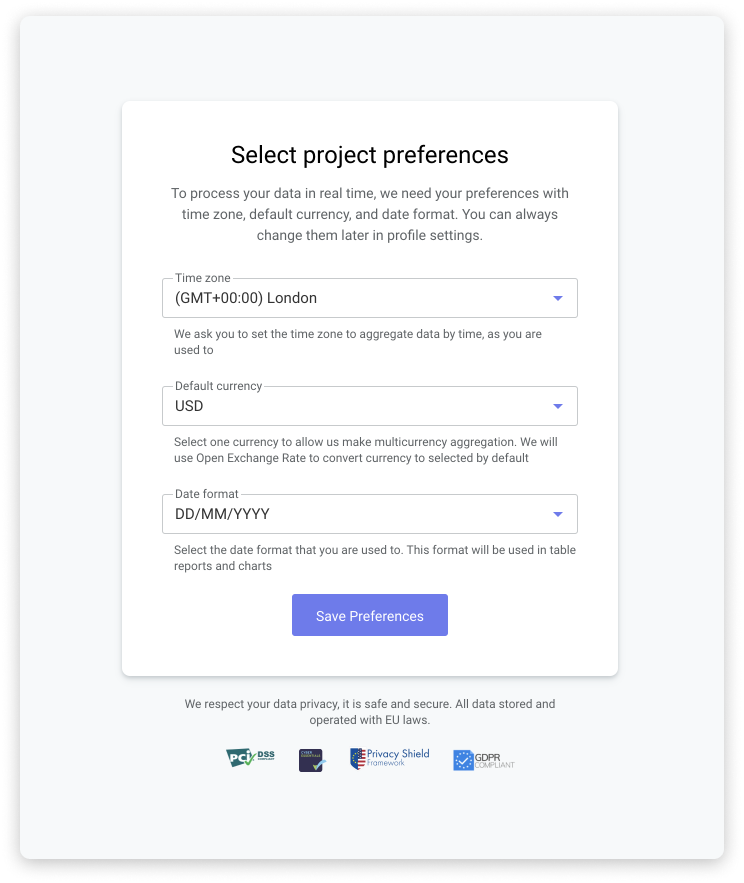 Select project preferences
To process your data in real time, we need your preferences with
time zone, default currency, and date format. You can always
change them later in profile settings.
Time zone
(GMT+00:00) London
We ask you to set the time zone to aggregate data by time, as you are
used to
Default currency
USD
Select one currency to allow us make multicurrency aggregation. We will
use Open Exchange Rate to convert currency to selected by default
Date format
DD/MM/YYYY
Select the date format that you are used to. This format will be used in table
reports and charts
Save Preferences
We respect your data privacy, it is safe and secure. All data stored and
operated with EU laws.
PCI DSS COMPLIANT
CYBER ESSENTIALS
Privacy Shield
Framework
GDPR
COMPLIANT